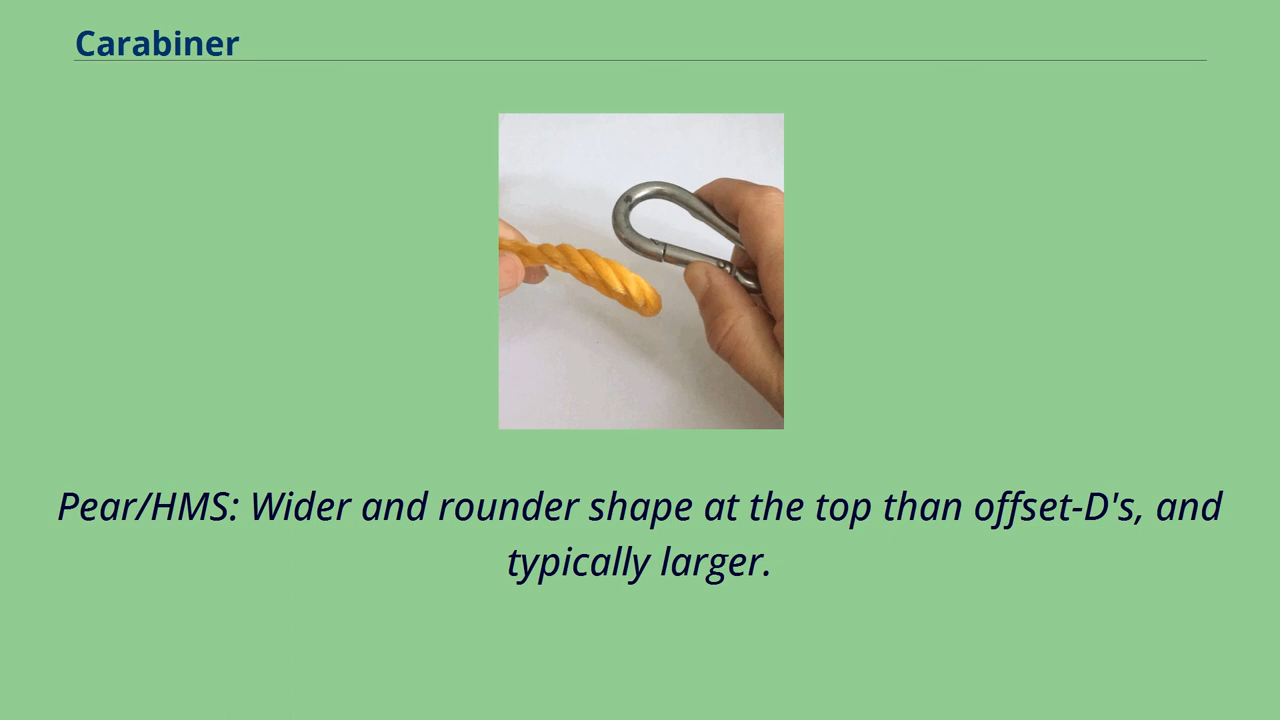 Carabiner
Pear/HMS: Wider and rounder shape at the top than offset-D's, and
typically larger.